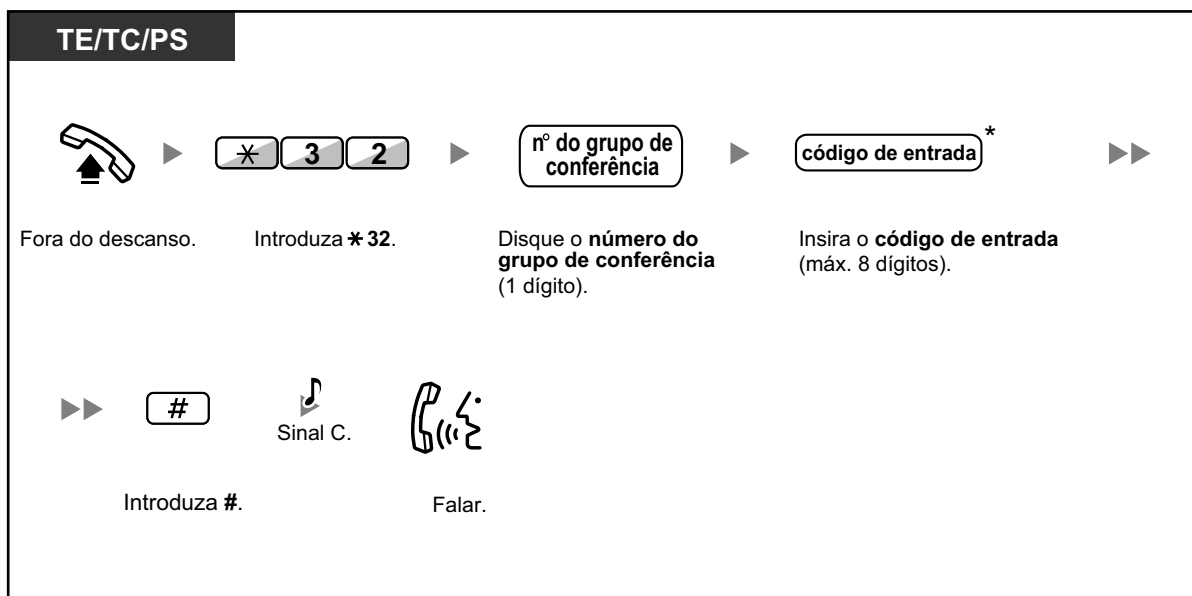 TE/TC/PS
✳ 3 2
n° do grupo de
conferência
código de entrada*
Fora do descanso.
Introduza ✳ 32.
Disque o número do
grupo de conferência
(1 dígito).
Insira o código de entrada
(máx. 8 dígitos).
#
Sinal C.
Introduza #.
Falar.